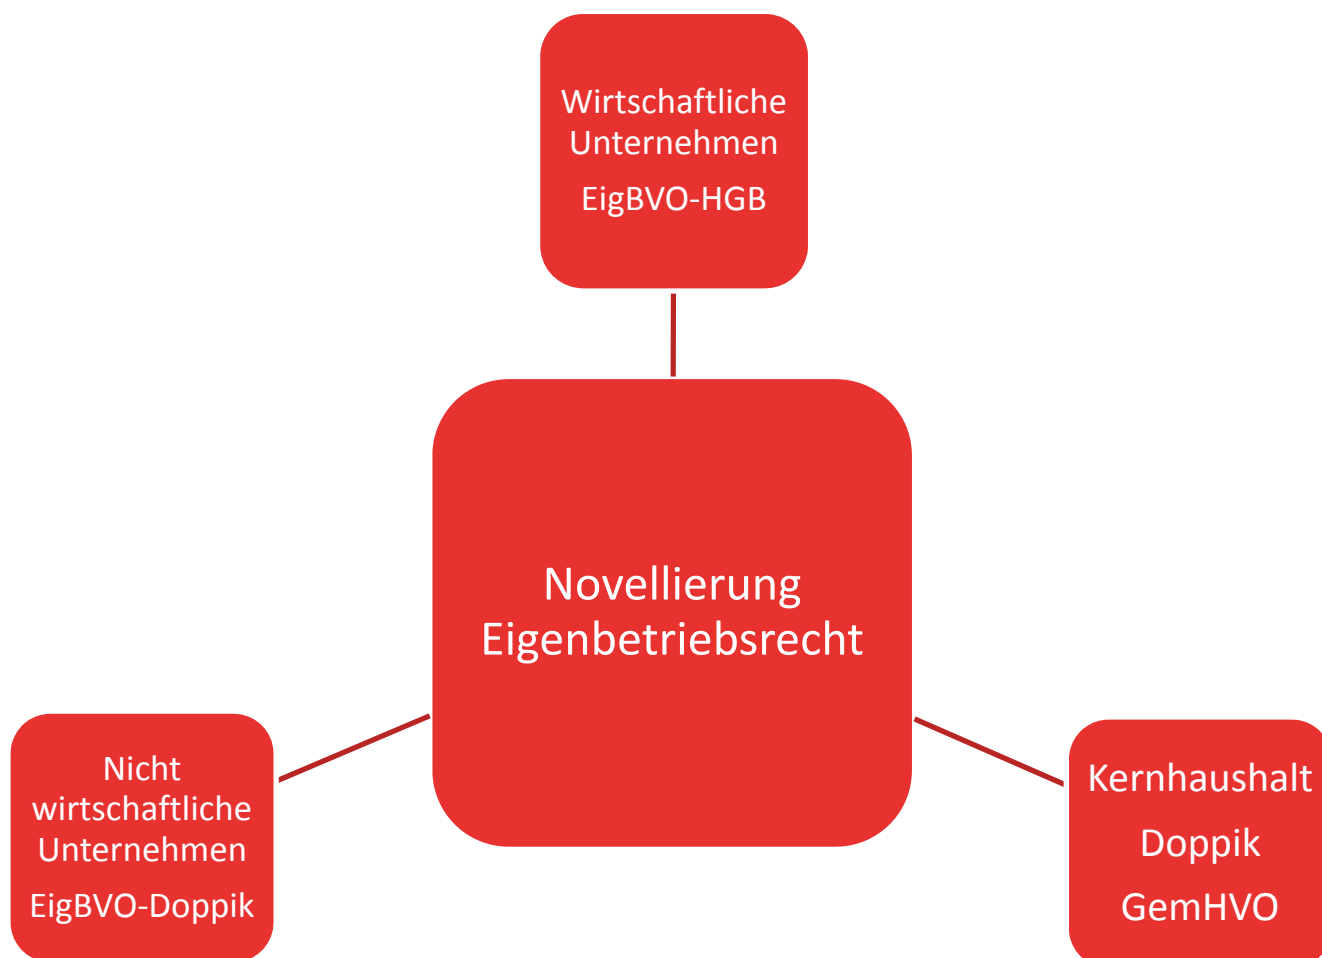 Wirtschaftliche
Unternehmen
EigBVO-HGB
Novellierung
Eigenbetriebsrecht
Nicht
wirtschaftliche
Unternehmen
EigBVO-Doppik
Kernhaushalt
Doppik
GemHVO